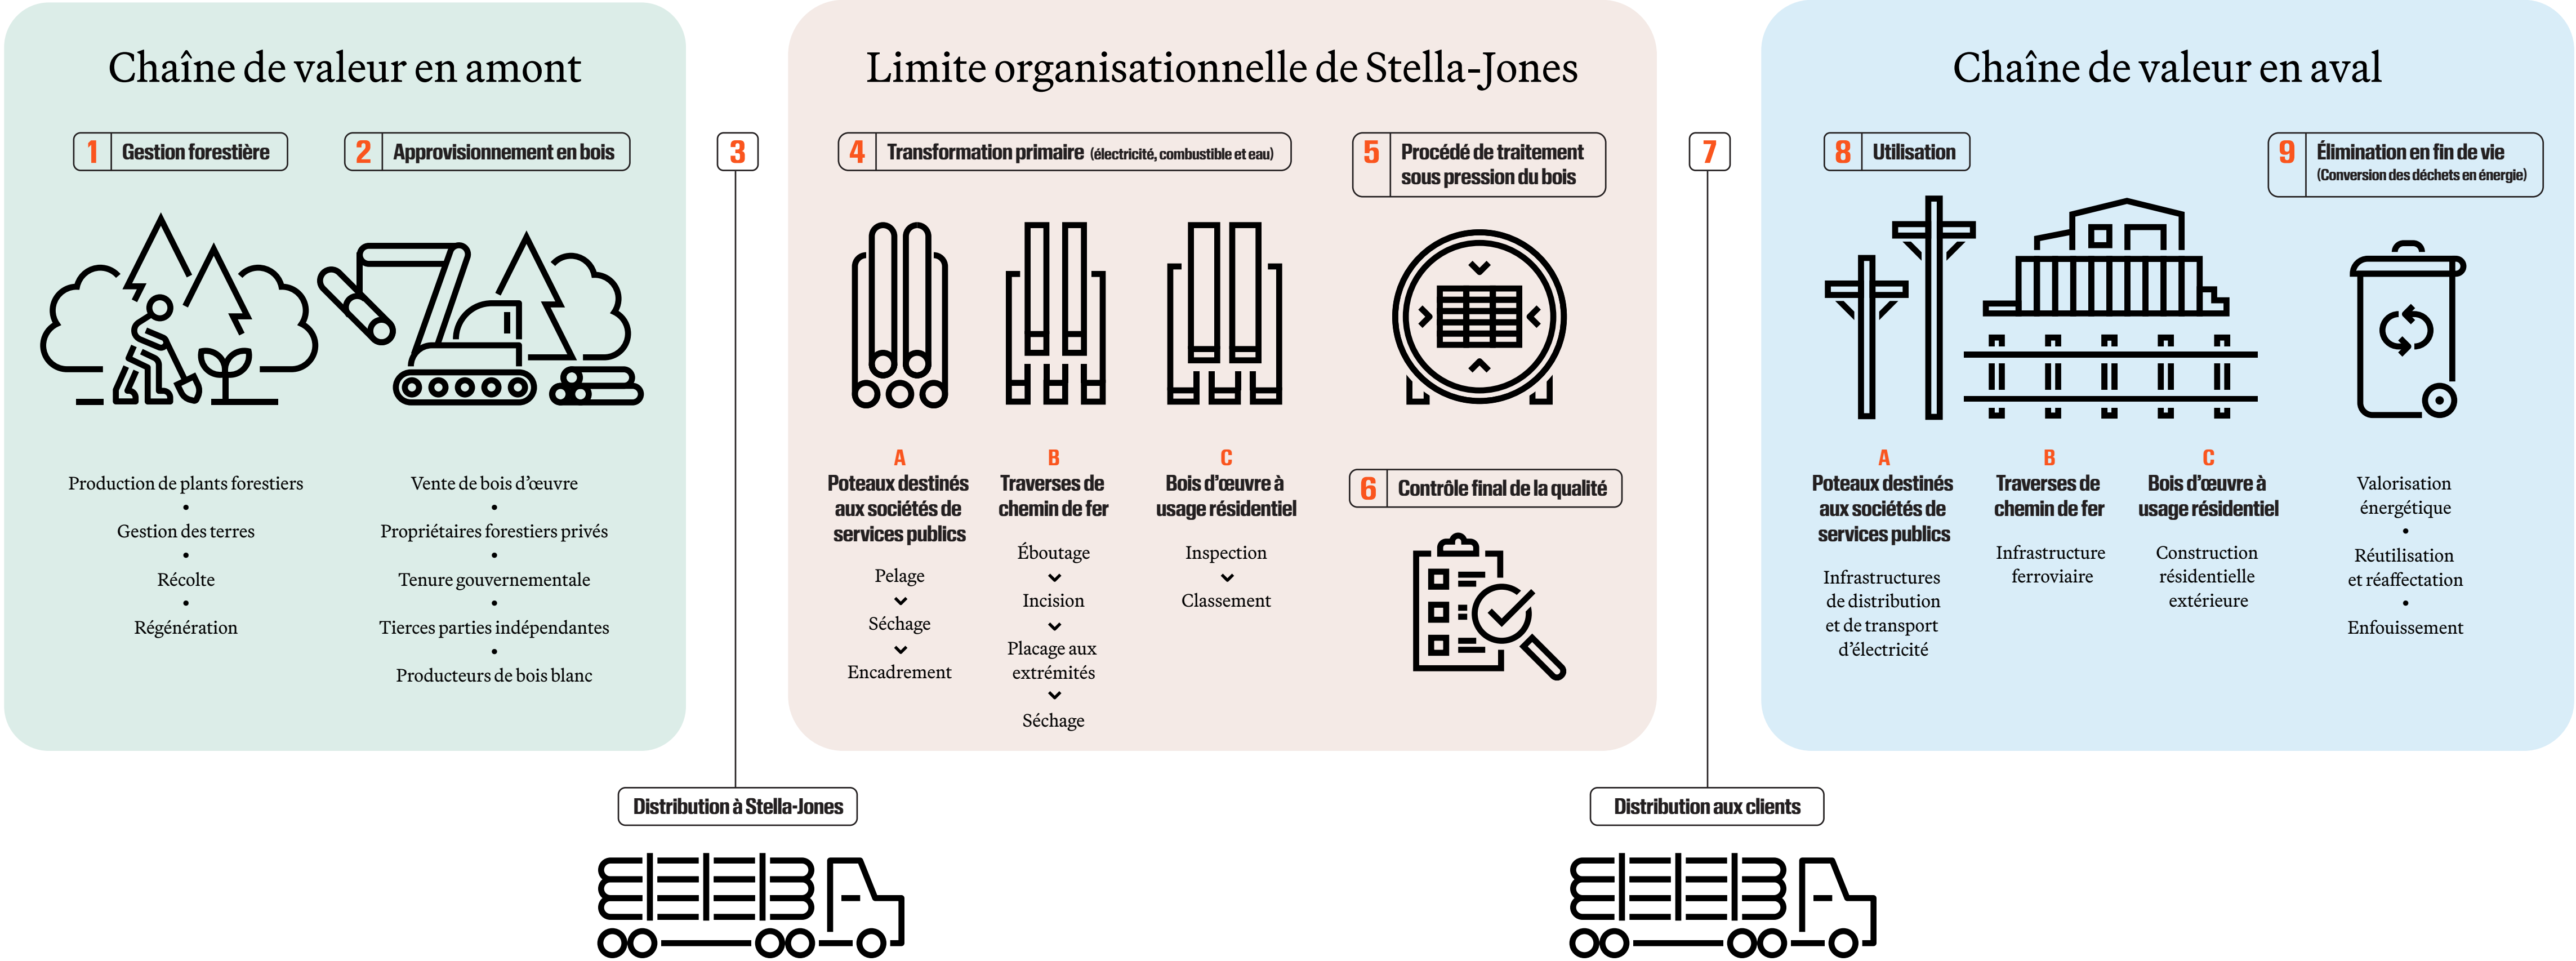 Chaîne de valeur en amont
1 Gestion forestière
Production de plants forestiers
•
Gestion des terres
•
Récolte
•
Régénération
2 Approvisionnement en bois
Vente de bois d’œuvre
•
Propriétaires forestiers privés
•
Tenure gouvernementale
•
Tierces parties indépendantes
•
Producteurs de bois blanc
3
Distribution à Stella-Jones
Limite organisationnelle de Stella-Jones
4 Transformation primaire (électricité, combustible et eau)
A
Poteaux destinés
aux sociétés de
services publics
Pelage
Séchage
Encadrement
B
Traverses de
chemin de fer
Éboutage
Incision
Placage aux
extrémités
Séchage
C
Bois d’œuvre à
usage résidentiel
Inspection
Classement
5 Procédé de traitement
sous pression du bois
6 Contrôle final de la qualité
7
Distribution aux clients
Chaîne de valeur en aval
8 Utilisation
A
Poteaux destinés
aux sociétés de
services publics
Infrastructures
de distribution
et de transport
d’électricité
B
Traverses de
chemin de fer
Infrastructure
ferroviaire
C
Bois d’œuvre à
usage résidentiel
Construction
résidentielle
extérieure
9 Élimination en fin de vie
(Conversion des déchets en énergie)
Valorisation
énergétique
•
Réutilisation
et réaffectation
•
Enfouissement